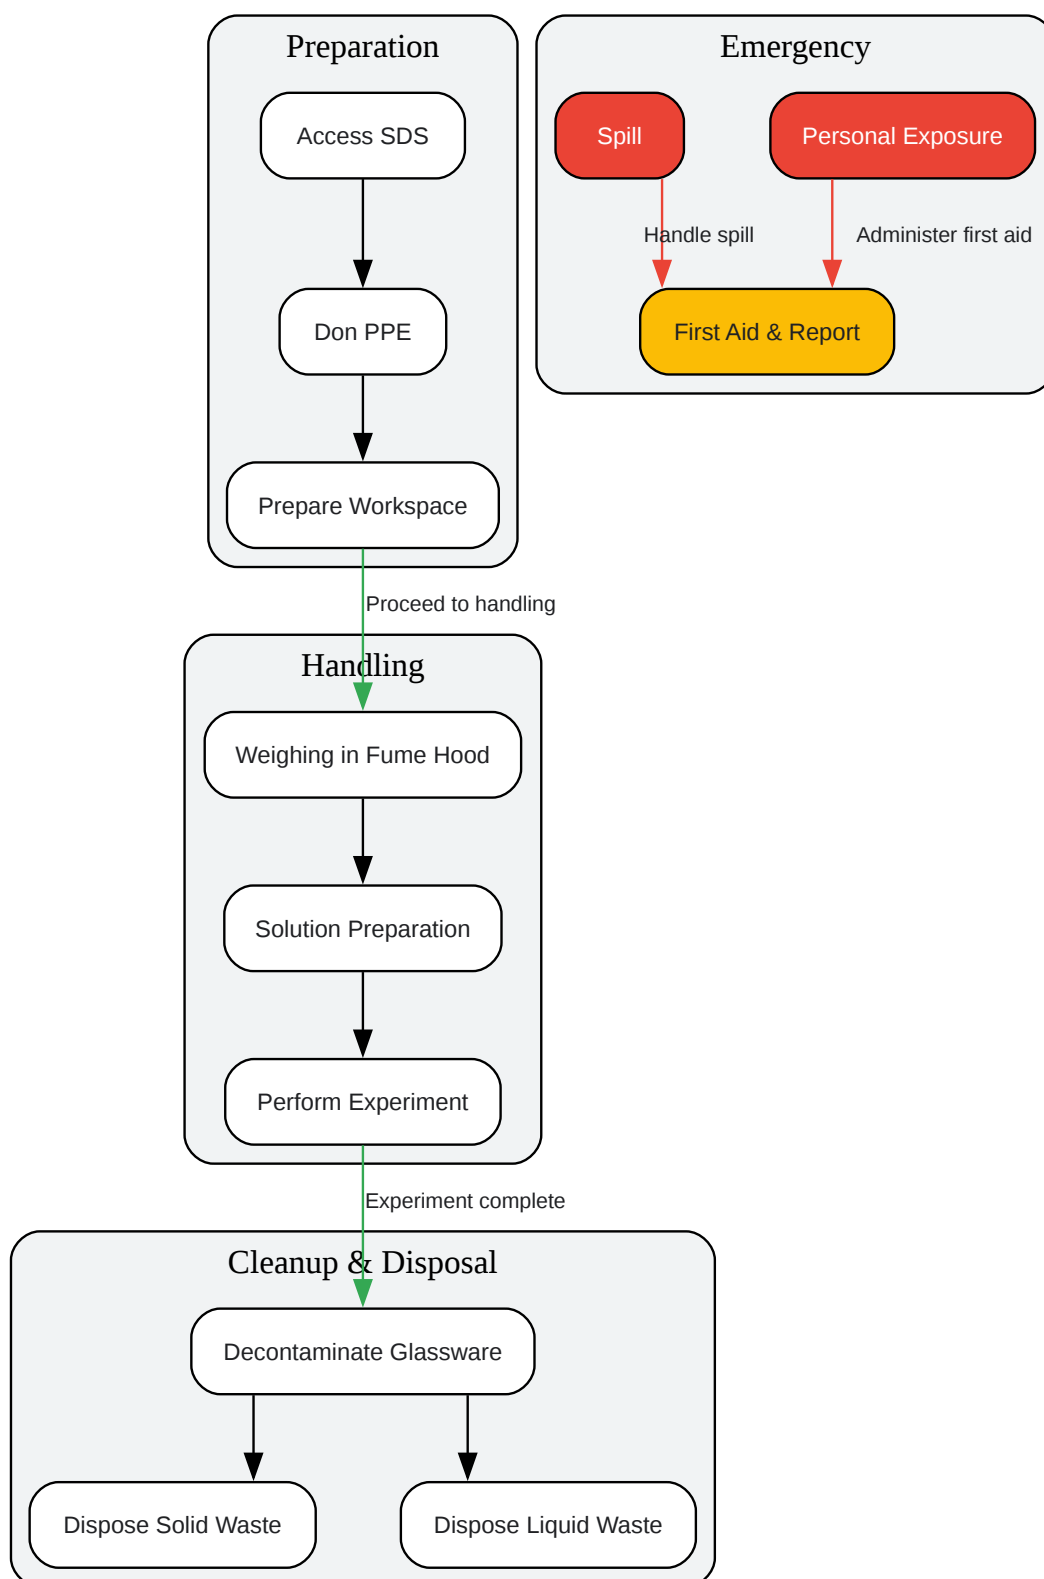 Preparation
Access SDS
Don PPE
Prepare Workspace
Emergency
Spill
Personal Exposure
Handle spill
Administer first aid
First Aid & Report
Proceed to handling
Handling
Weighing in Fume Hood
Solution Preparation
Perform Experiment
Experiment complete
Cleanup & Disposal
Decontaminate Glassware
Dispose Solid Waste
Dispose Liquid Waste